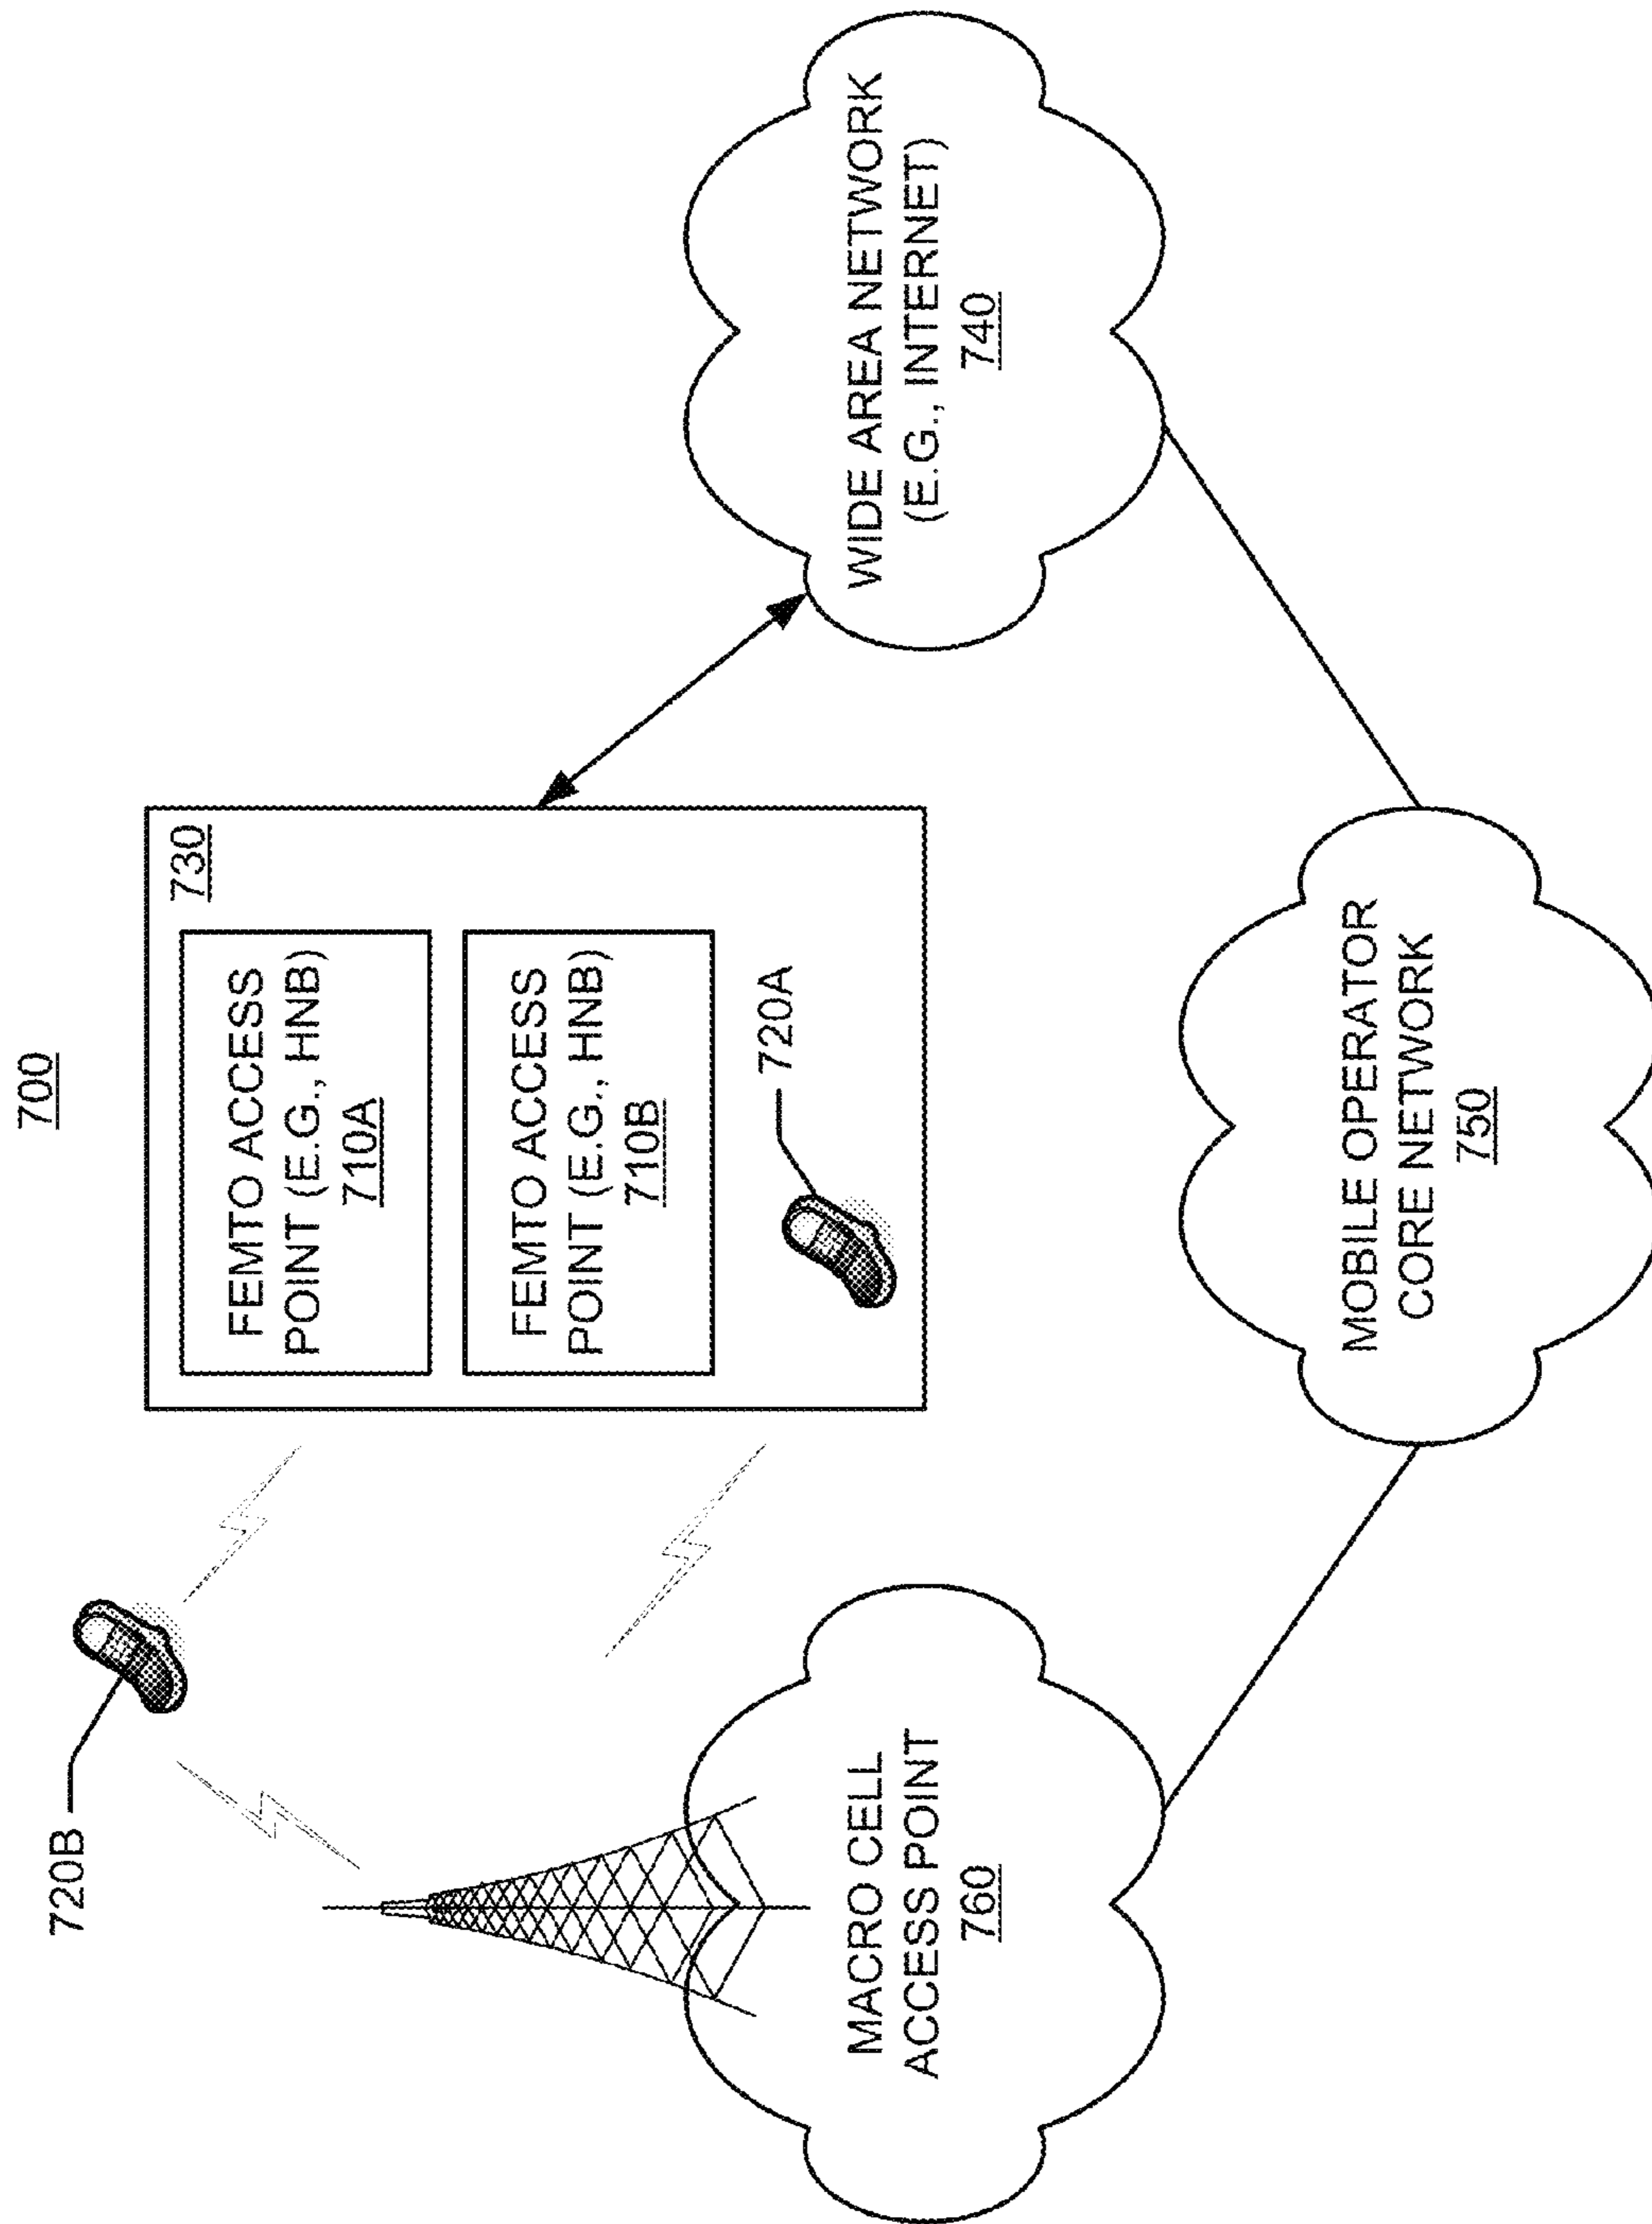 700
720B
730
FEMTO ACCESS
POINT (E.G., HNB)
710A
FEMTO ACCESS
POINT (E.G., HNB)
710B
720A
MACRO CELL
ACCESS POINT
760
WIDE AREA NETWORK
(E.G., INTERNET)
740
MOBILE OPERATOR
CORE NETWORK
750